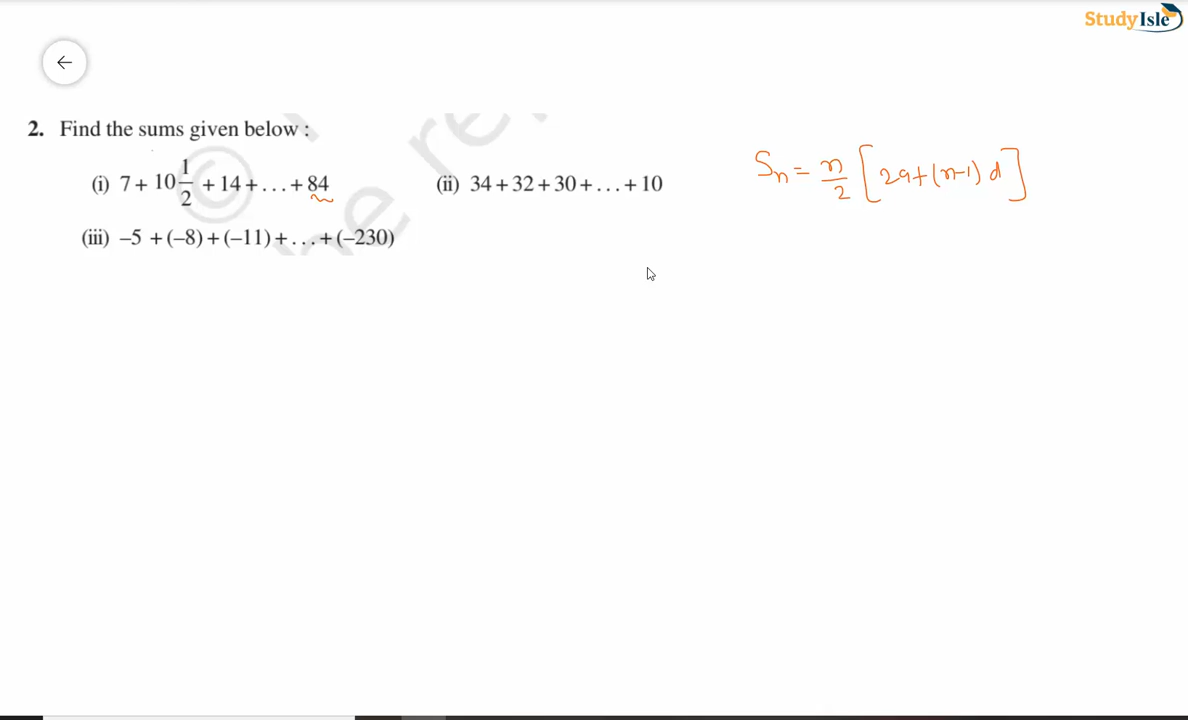 StudyIsle
2. Find the sums given below :
(i) 7 + 10 1/2 + 14 + . . . + 84 (ii) 34 + 32 + 30 + . . . + 10
(iii) –5 + (–8) + (–11) + . . . + (–230)
Sn = n/2 [2a+(n-1) d]